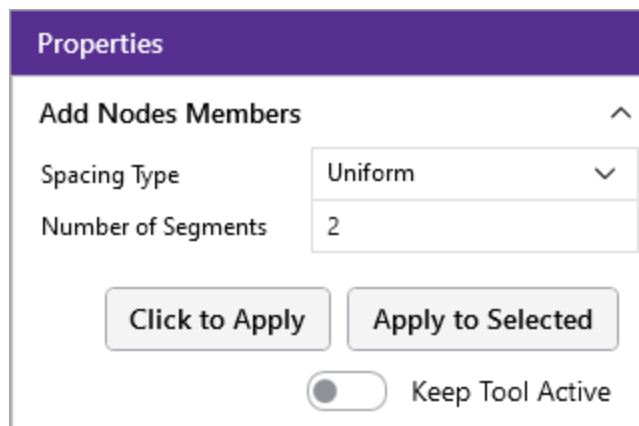 Properties
Add Nodes Members
Spacing Type Uniform
Number of Segments 2
Click to Apply Apply to Selected
Keep Tool Active